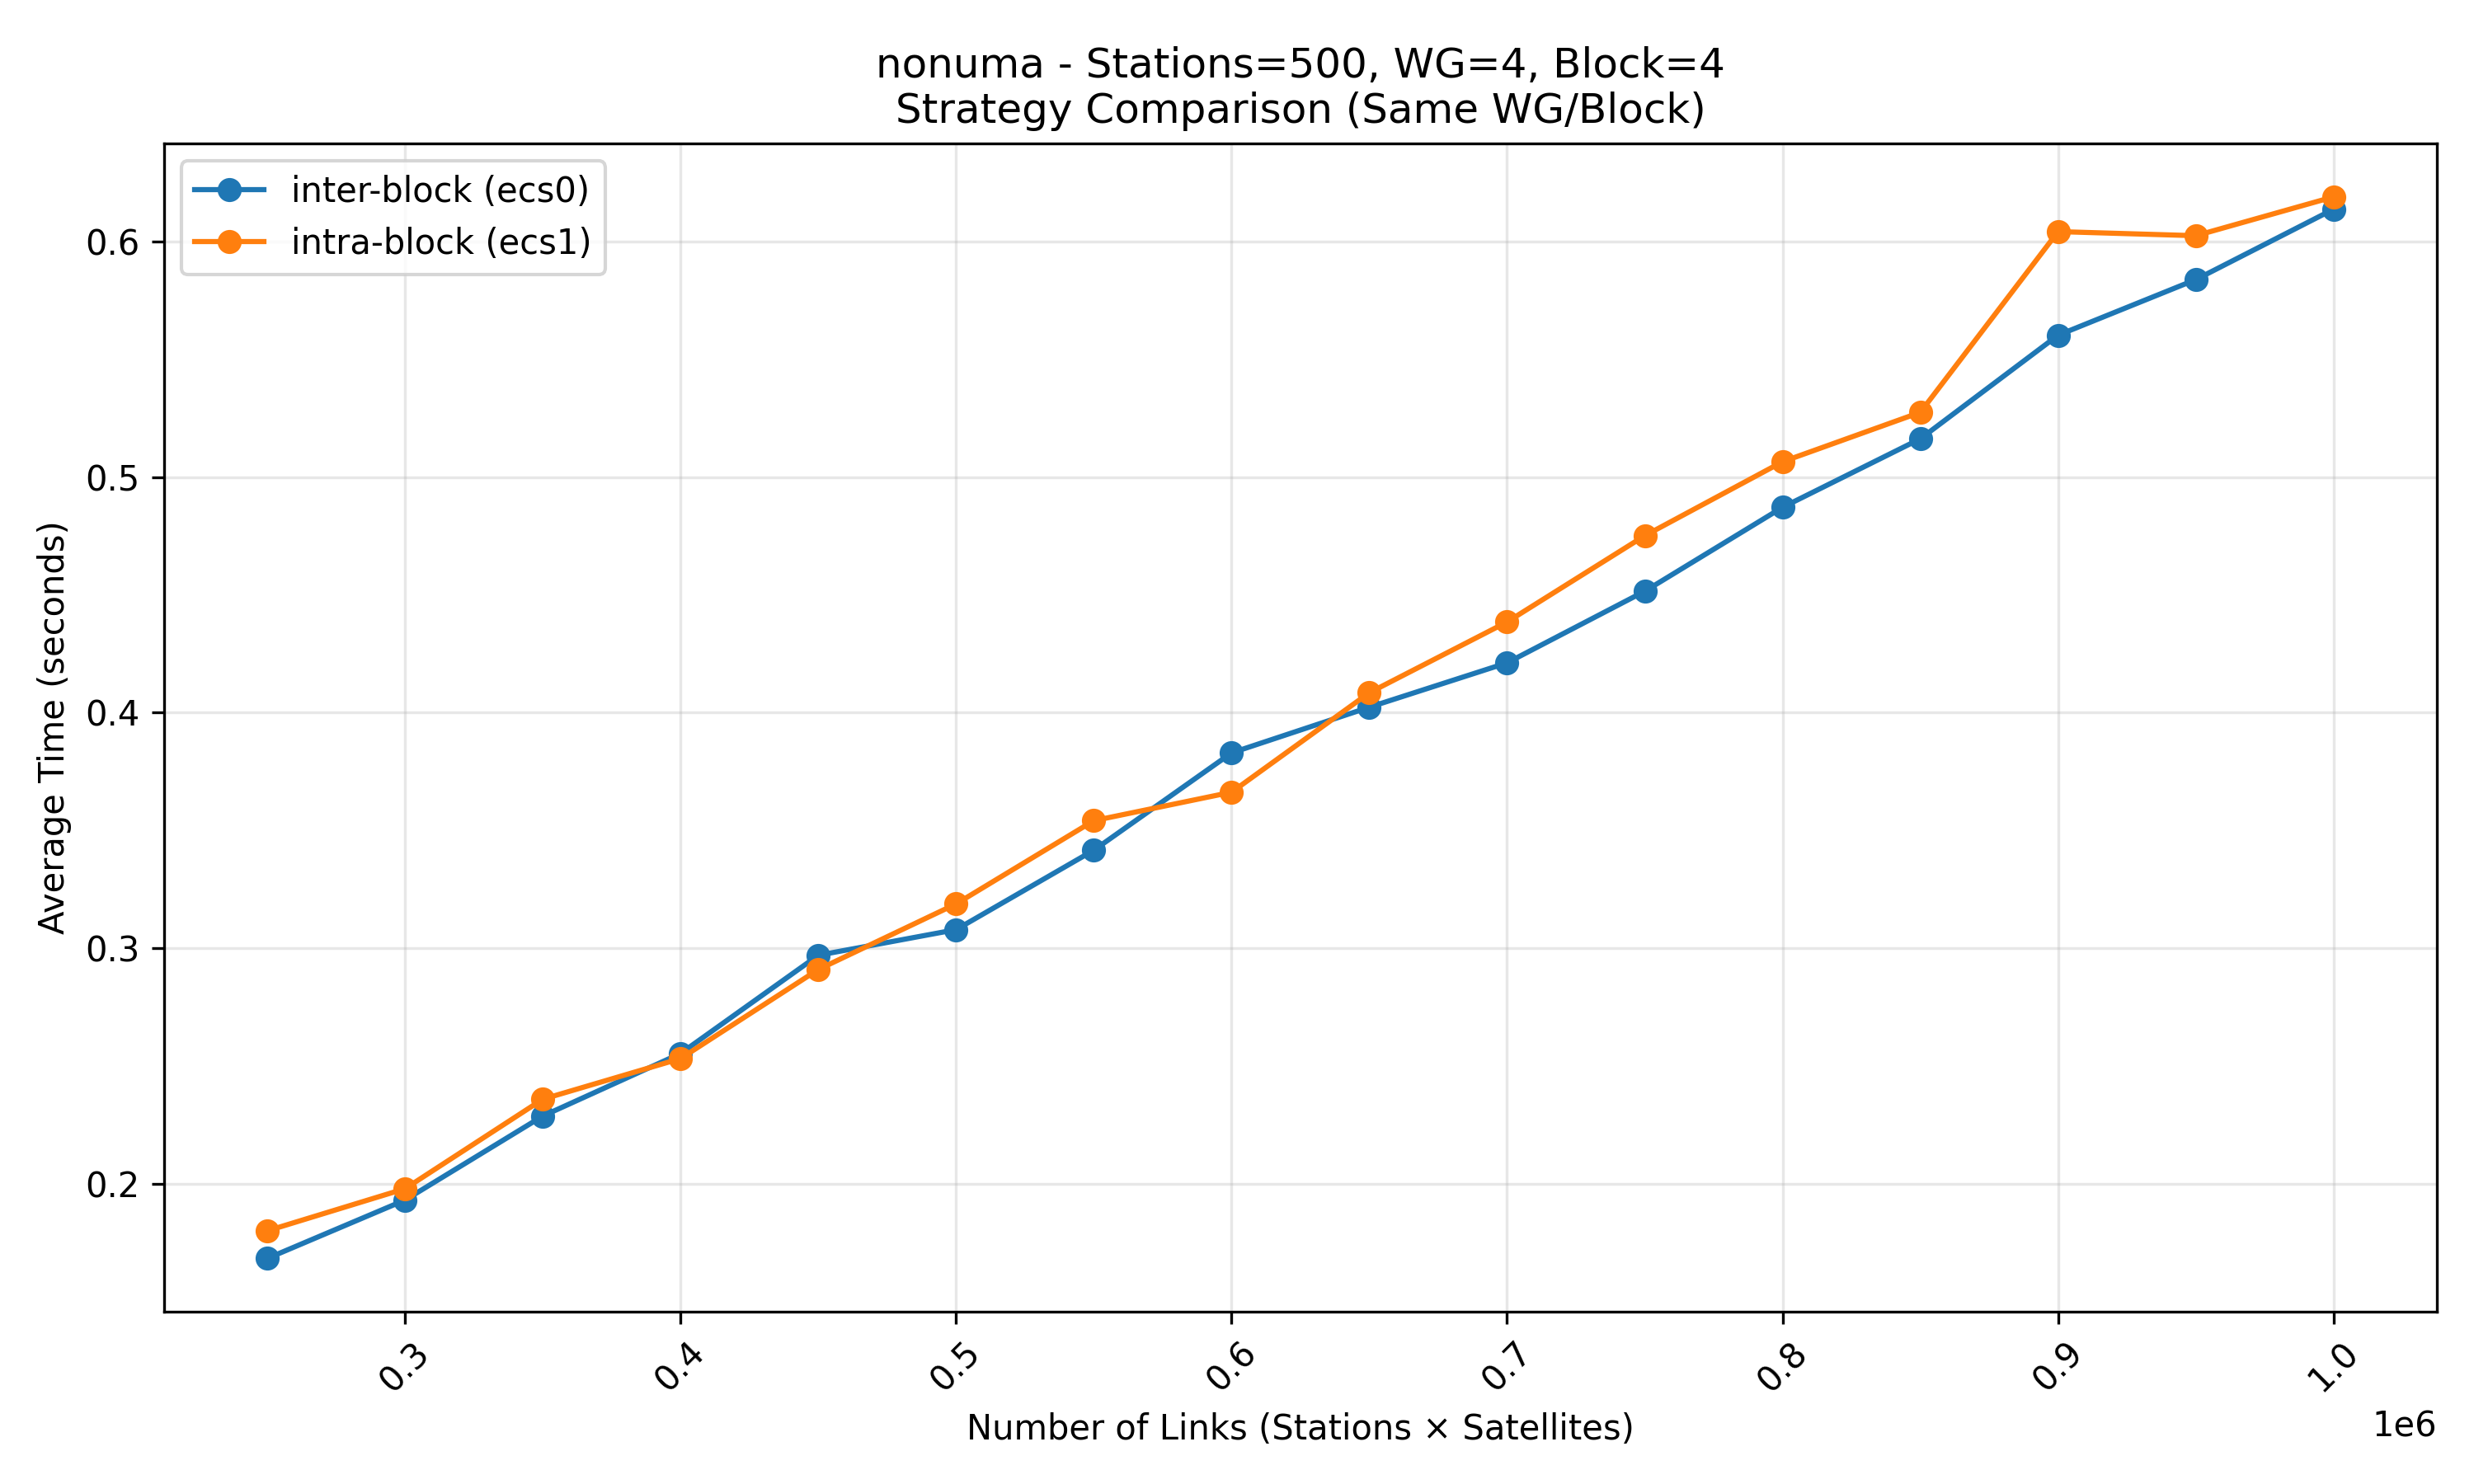 nonuma - Stations=500, WG=4, Block=4
Strategy Comparison (Same WG/Block)
inter-block (ecs0)
intra-block (ecs1)
Average Time (seconds)
0.6
0.5
0.4
0.3
0.2
0.3
0.4
0.5
0.6
0.7
0.8
0.9
1.0
1e6
Number of Links (Stations × Satellites)